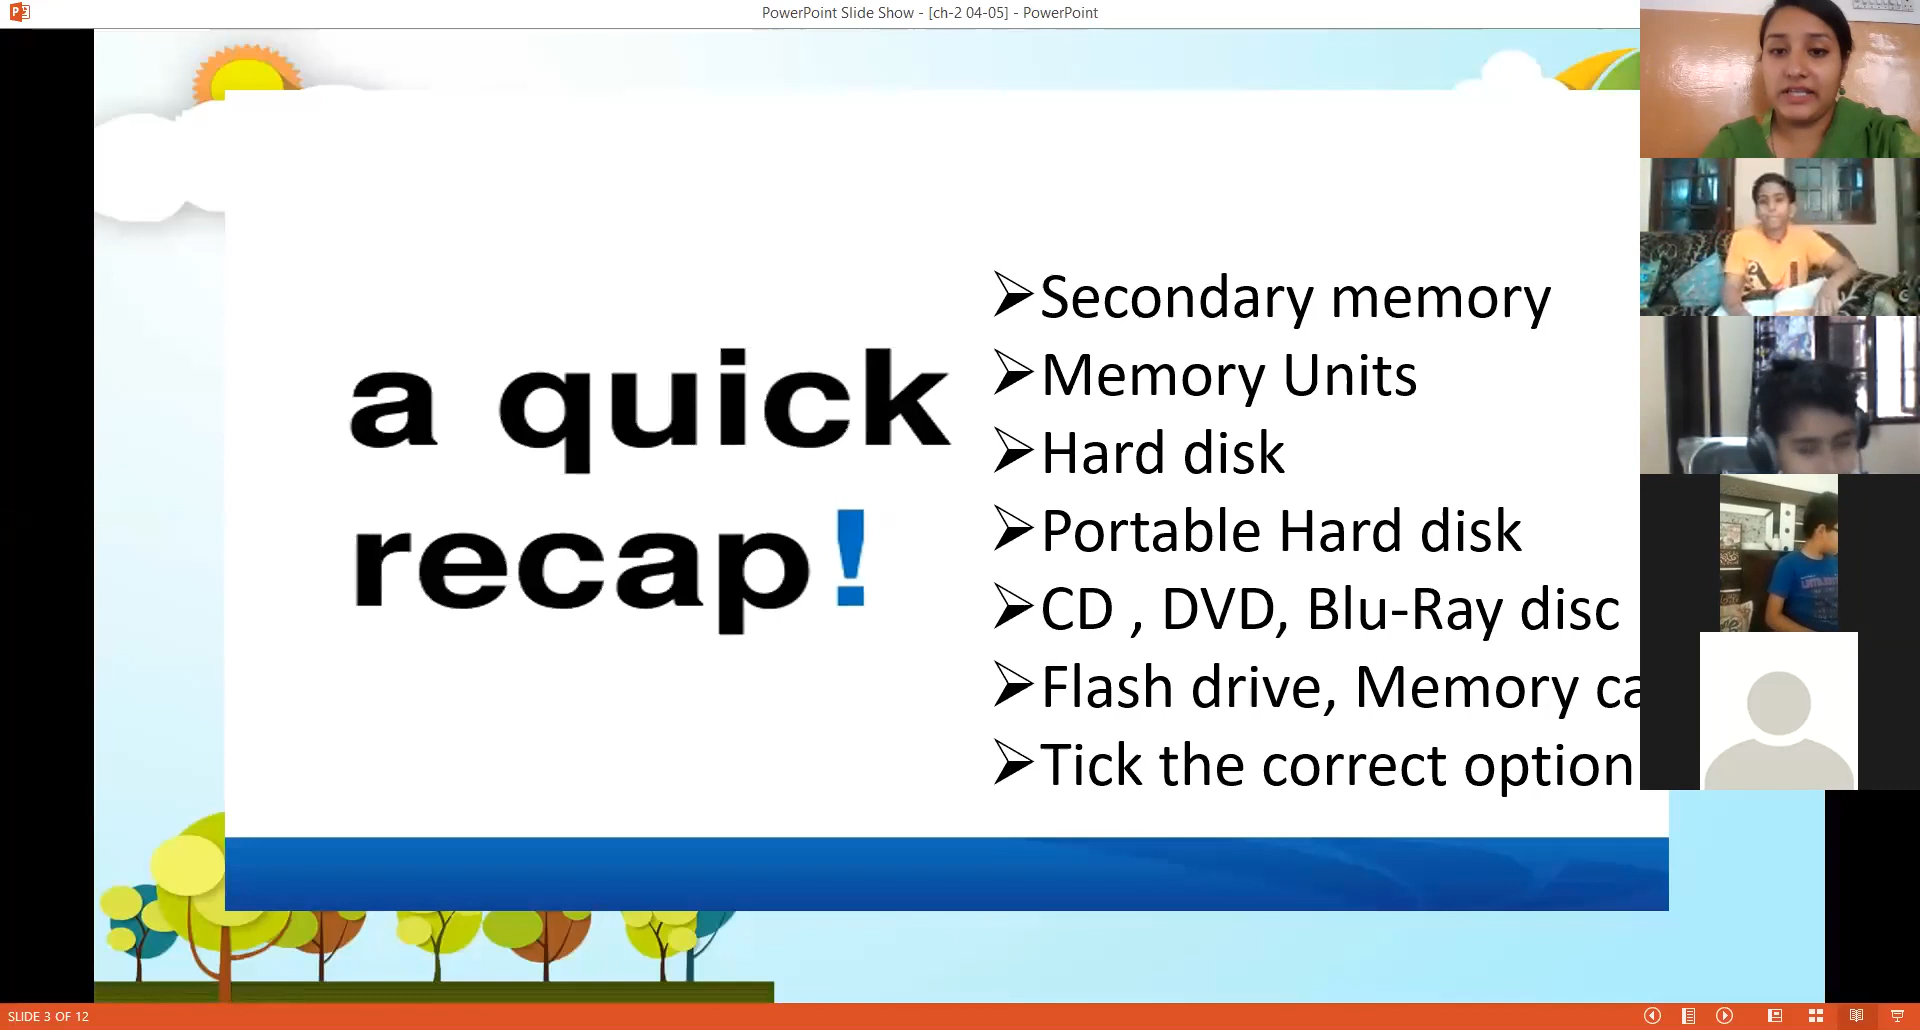 PowerPoint Slide Show - [ch-2 04-05] - PowerPoint
a quick
recap!
Secondary memory
Memory Units
Hard disk
Portable Hard disk
CD , DVD, Blu-Ray disc
Flash drive, Memory ca
Tick the correct option
SLIDE 3 OF 12